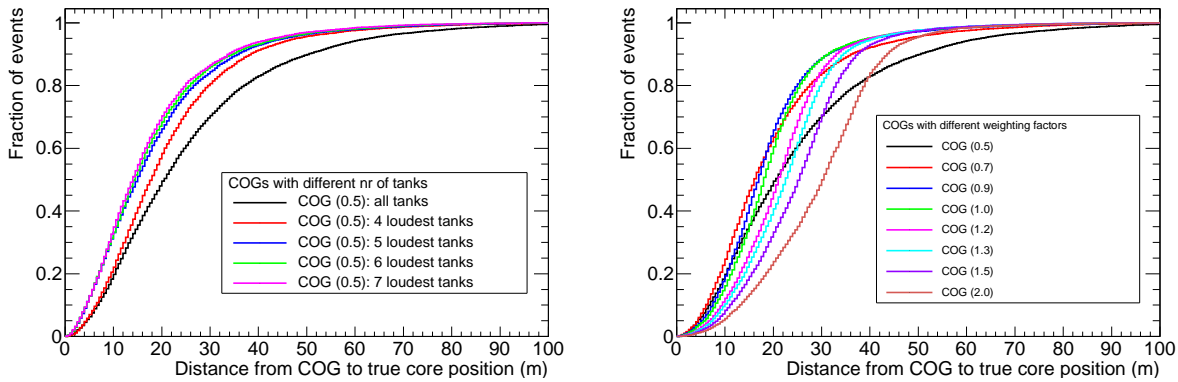 Fraction of events
1
0.8
0.6
0.4
0.2
0
COGs with different nr of tanks
COG (0.5): all tanks
COG (0.5): 4 loudest tanks
COG (0.5): 5 loudest tanks
COG (0.5): 6 loudest tanks
COG (0.5): 7 loudest tanks
0 10 20 30 40 50 60 70 80 90 100
Distance from COG to true core position (m)
Fraction of events
1
0.8
0.6
0.4
0.2
0
COGs with different weighting factors
COG (0.5)
COG (0.7)
COG (0.9)
COG (1.0)
COG (1.2)
COG (1.3)
COG (1.5)
COG (2.0)
0 10 20 30 40 50 60 70 80 90 100
Distance from COG to true core position (m)